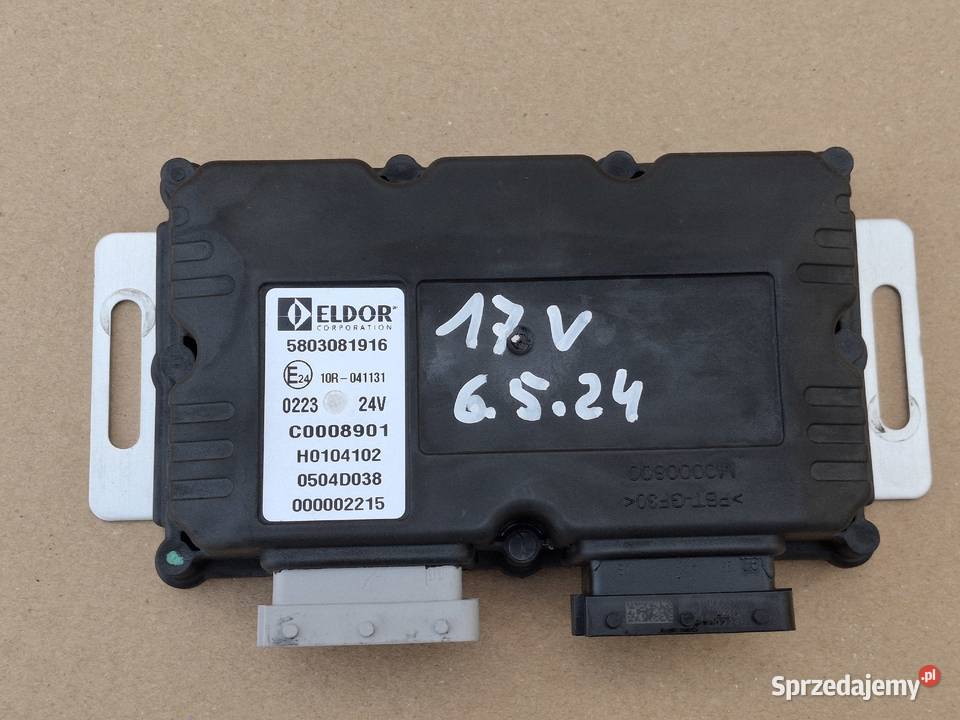 ELDOR
CORPORATION
5803081916
E24 10R-041131
0223 24V
C0008901
H0104102
0504D038
000002215
17 V
6.5.24
M0000800
>PBT-GF30<
Sprzedajemy.pl